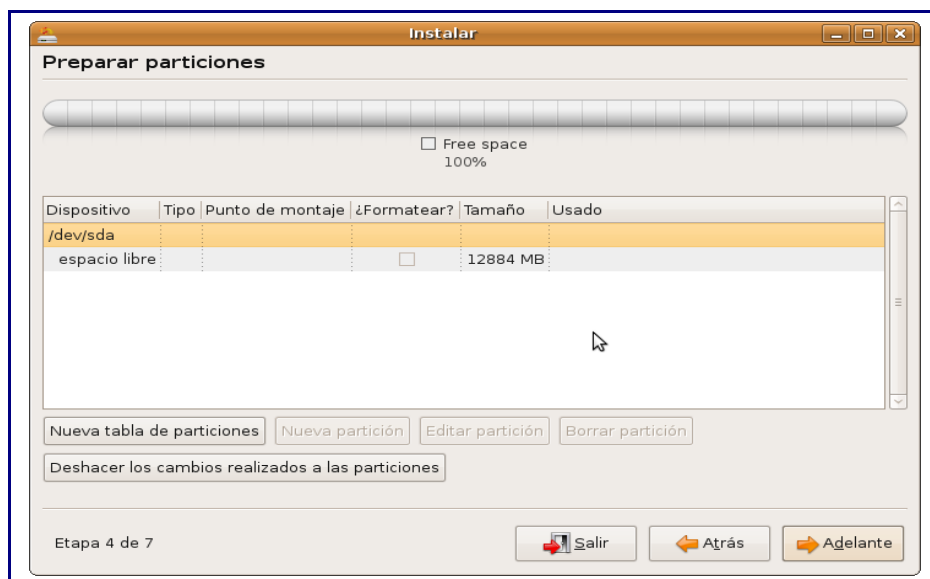 Instalar
Preparar particiones
Free space
100%
Dispositivo Tipo Punto de montaje ¿Formatear? Tamaño Usado
/dev/sda
espacio libre 12884 MB
Nueva tabla de particiones Nueva partición Editar partición Borrar partición
Deshacer los cambios realizados a las particiones
Etapa 4 de 7 Salir Atrás Adelante